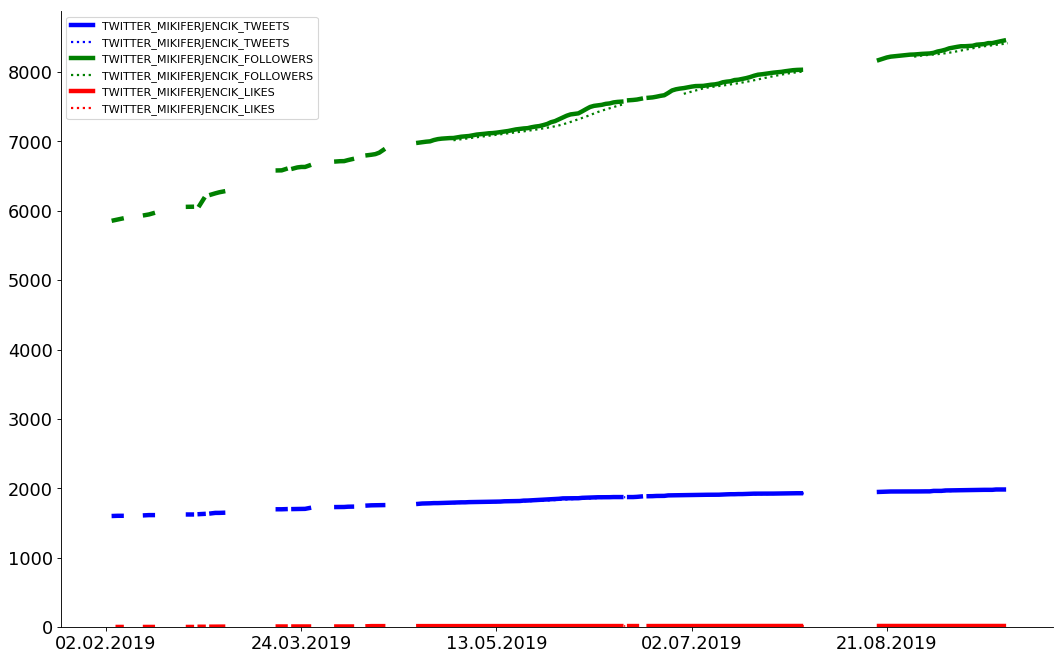 TWITTER_MIKIFERJENCIK_TWEETS
TWITTER_MIKIFERJENCIK_TWEETS
TWITTER_MIKIFERJENCIK_FOLLOWERS
TWITTER_MIKIFERJENCIK_FOLLOWERS
TWITTER_MIKIFERJENCIK_LIKES
TWITTER_MIKIFERJENCIK_LIKES
8000
7000
6000
5000
4000
3000
2000
1000
0
02.02.2019 24.03.2019 13.05.2019 02.07.2019 21.08.2019